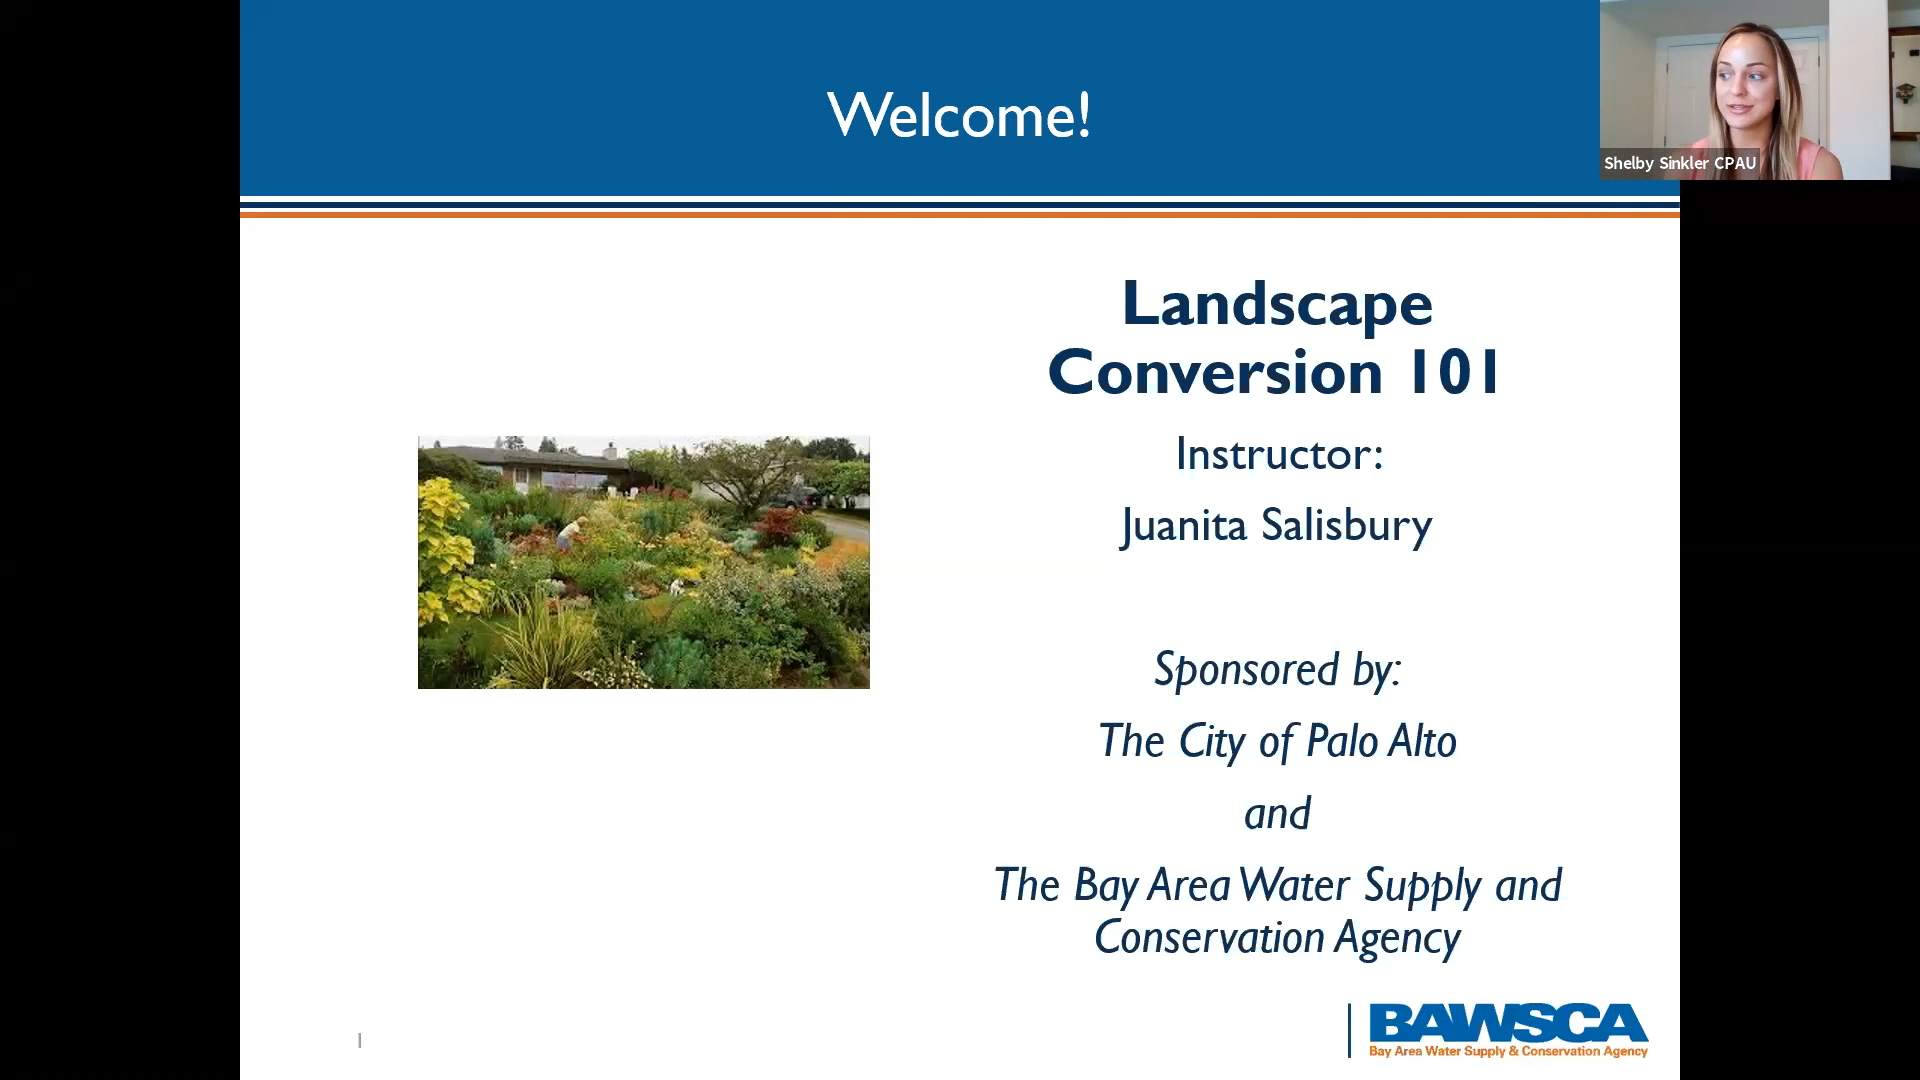 Welcome!
Shelby Sinkler CPAU
Landscape
Conversion 101
Instructor:
Juanita Salisbury
Sponsored by:
The City of Palo Alto
and
The Bay Area Water Supply and
Conservation Agency
1
BAWSCA
Bay Area Water Supply & Conservation Agency